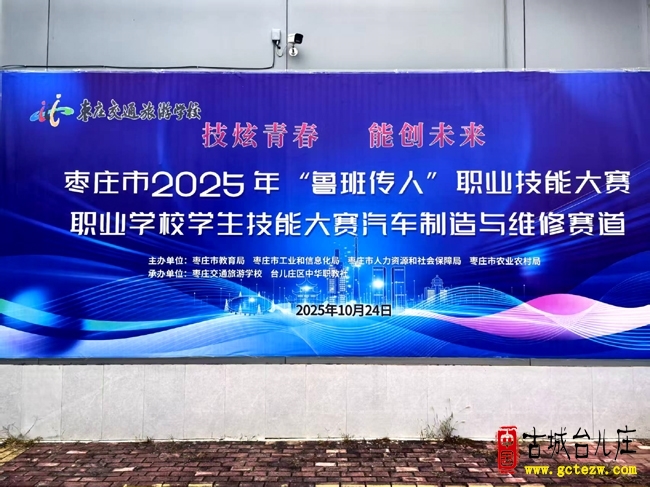 枣庄交通旅游学校
技炫青春 能创未来
枣庄市2025年“鲁班传人”职业技能大赛
职业学校学生技能大赛汽车制造与维修赛道
主办单位：枣庄市教育局 枣庄市工业和信息化局 枣庄市人力资源和社会保障局 枣庄市农业农村局
承办单位：枣庄交通旅游学校 台儿庄区中华职教社
2025年10月24日
古城台儿庄
www.gctezw.com